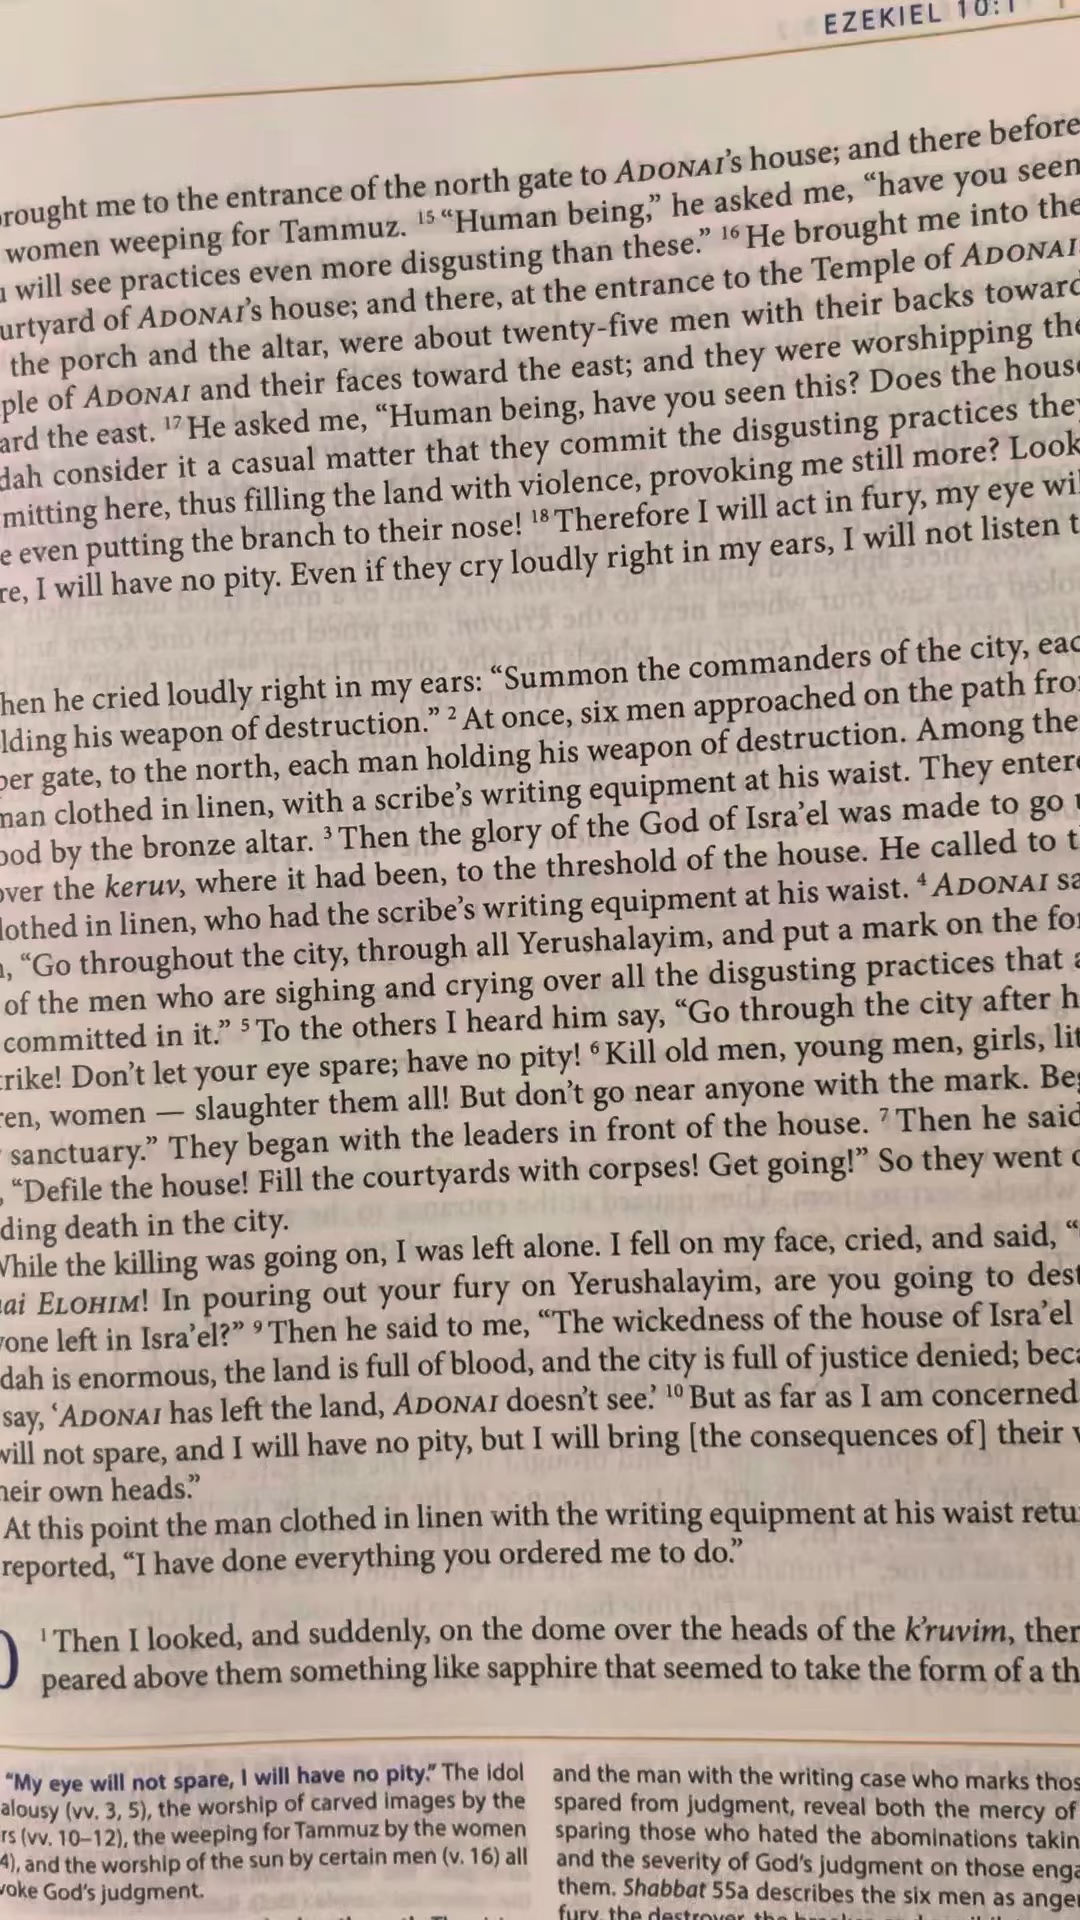 EZEKIEL 10:1
rought me to the entrance of the north gate to ADONAI's house; and there before
women weeping for Tammuz. 15 “Human being,” he asked me, “have you seen
will see practices even more disgusting than these.” 16 He brought me into the
urtyard of ADONAI's house; and there, at the entrance to the Temple of ADONAI
the porch and the altar, were about twenty-five men with their backs toward
ple of ADONAI and their faces toward the east; and they were worshipping the
ard the east. 17 He asked me, “Human being, have you seen this? Does the hous
dah consider it a casual matter that they commit the disgusting practices they
mitting here, thus filling the land with violence, provoking me still more? Look
e even putting the branch to their nose! 18 Therefore I will act in fury, my eye wil
re, I will have no pity. Even if they cry loudly right in my ears, I will not listen t
hen he cried loudly right in my ears: “Summon the commanders of the city, eac
lding his weapon of destruction.” 2 At once, six men approached on the path fro
per gate, to the north, each man holding his weapon of destruction. Among the
man clothed in linen, with a scribe's writing equipment at his waist. They enter
ood by the bronze altar. 3 Then the glory of the God of Isra'el was made to go
over the keruv, where it had been, to the threshold of the house. He called to t
lothed in linen, who had the scribe's writing equipment at his waist. 4 ADONAI sa
, “Go throughout the city, through all Yerushalayim, and put a mark on the for
of the men who are sighing and crying over all the disgusting practices that a
committed in it.” 5 To the others I heard him say, “Go through the city after h
rike! Don't let your eye spare; have no pity! 6 Kill old men, young men, girls, lit
ren, women — slaughter them all! But don't go near anyone with the mark. Beg
sanctuary.” They began with the leaders in front of the house. 7 Then he said
, “Defile the house! Fill the courtyards with corpses! Get going!” So they went o
ding death in the city.
While the killing was going on, I was left alone. I fell on my face, cried, and said, “
ai ELOHIM! In pouring out your fury on Yerushalayim, are you going to dest
yone left in Isra'el?” 9 Then he said to me, “The wickedness of the house of Isra'el
dah is enormous, the land is full of blood, and the city is full of justice denied; beca
say, ‘ADONAI has left the land, ADONAI doesn't see.’ 10 But as far as I am concerned
will not spare, and I will have no pity, but I will bring [the consequences of] their
heir own heads.”
At this point the man clothed in linen with the writing equipment at his waist retu
reported, “I have done everything you ordered me to do.”
1 Then I looked, and suddenly, on the dome over the heads of the k'ruvim, ther
peared above them something like sapphire that seemed to take the form of a th
“My eye will not spare, I will have no pity.” The idol
alousy (vv. 3, 5), the worship of carved images by the
rs (vv. 10–12), the weeping for Tammuz by the women
4), and the worship of the sun by certain men (v. 16) all
voke God's judgment.
and the man with the writing case who marks thos
spared from judgment, reveal both the mercy of
sparing those who hated the abominations takin
and the severity of God's judgment on those enga
them. Shabbat 55a describes the six men as anger
fury, the destroyer, the